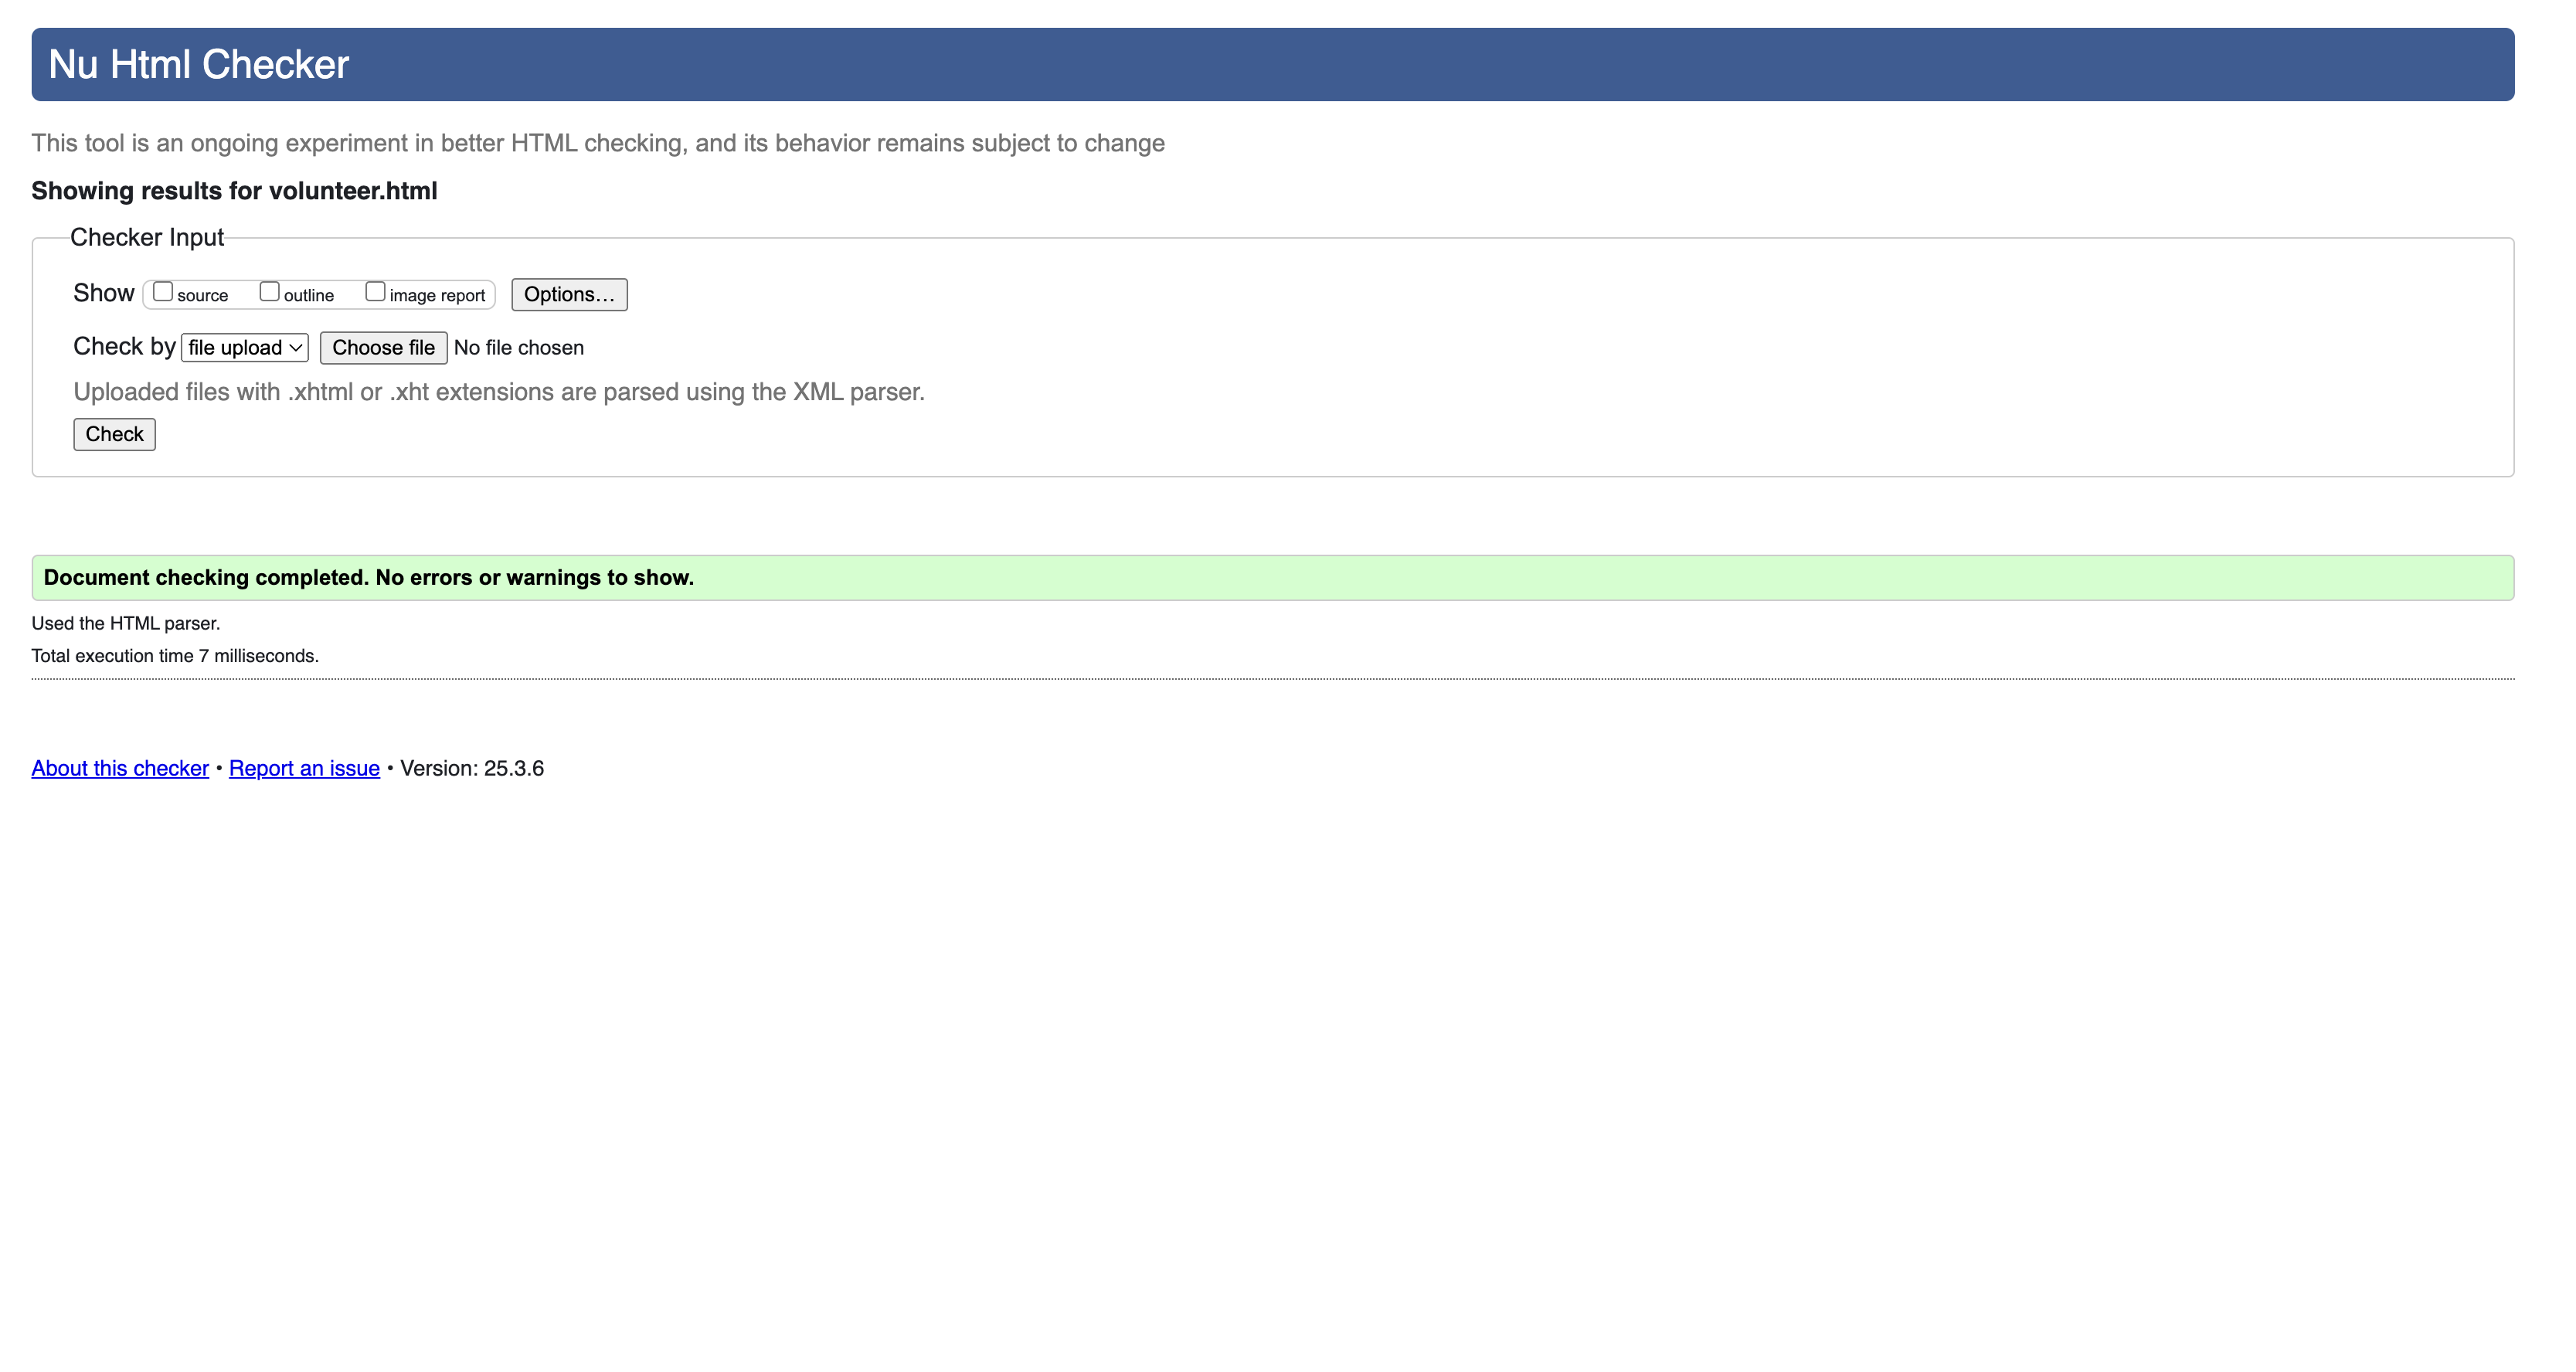 Nu Html Checker
This tool is an ongoing experiment in better HTML checking, and its behavior remains subject to change
Showing results for volunteer.html
Checker Input
Show source outline image report Options...
Check by file upload Choose file No file chosen
Uploaded files with .xhtml or .xht extensions are parsed using the XML parser.
Check
Document checking completed. No errors or warnings to show.
Used the HTML parser.
Total execution time 7 milliseconds.
About this checker • Report an issue • Version: 25.3.6